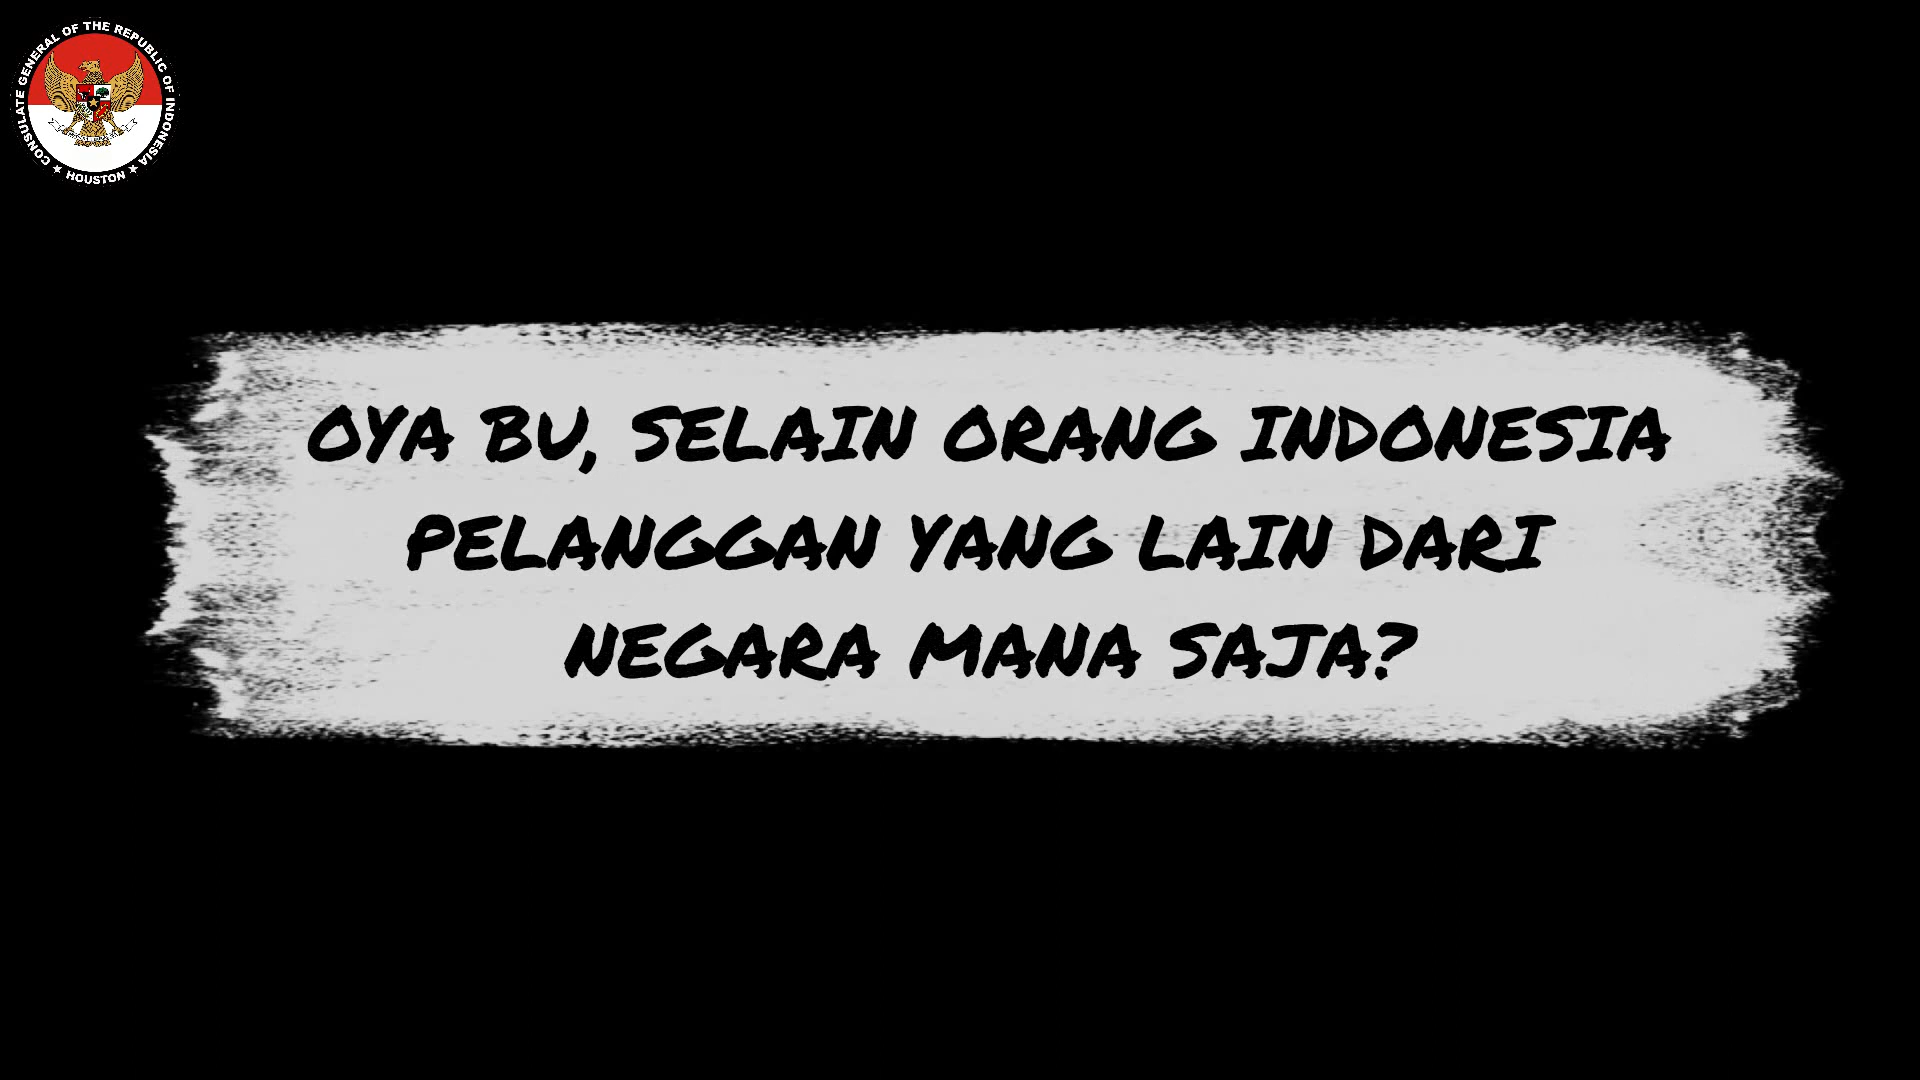 CONSULATE GENERAL OF THE REPUBLIC OF INDONESIA
★ HOUSTON ★
OYA BU, SELAIN ORANG INDONESIA
PELANGGAN YANG LAIN DARI
NEGARA MANA SAJA?